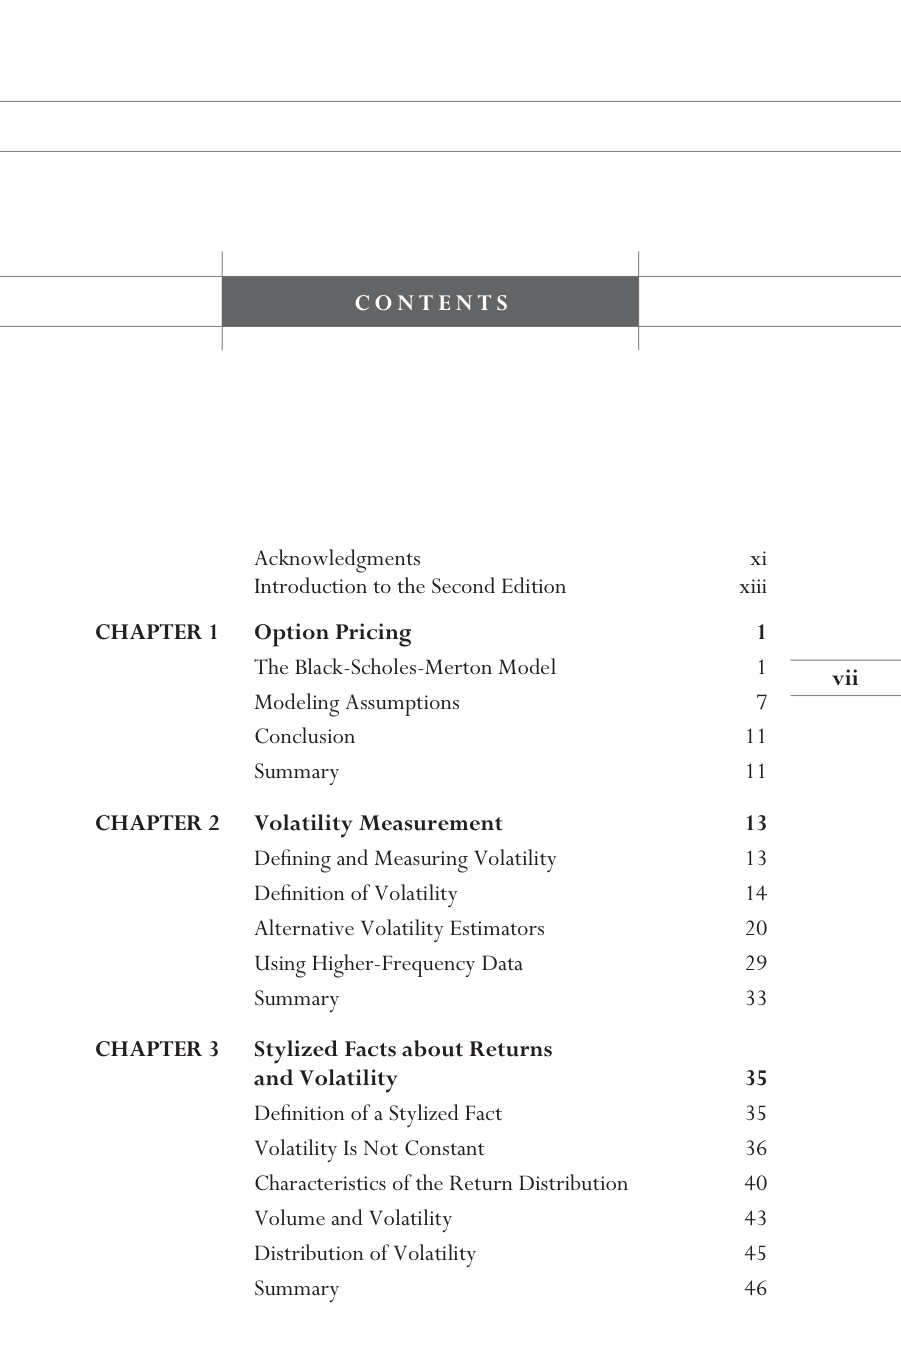 CONTENTS
Acknowledgments xi
Introduction to the Second Edition xiii
CHAPTER 1 Option Pricing 1
The Black-Scholes-Merton Model 1
vii
Modeling Assumptions 7
Conclusion 11
Summary 11
CHAPTER 2 Volatility Measurement 13
Defining and Measuring Volatility 13
Definition of Volatility 14
Alternative Volatility Estimators 20
Using Higher-Frequency Data 29
Summary 33
CHAPTER 3 Stylized Facts about Returns
and Volatility 35
Definition of a Stylized Fact 35
Volatility Is Not Constant 36
Characteristics of the Return Distribution 40
Volume and Volatility 43
Distribution of Volatility 45
Summary 46